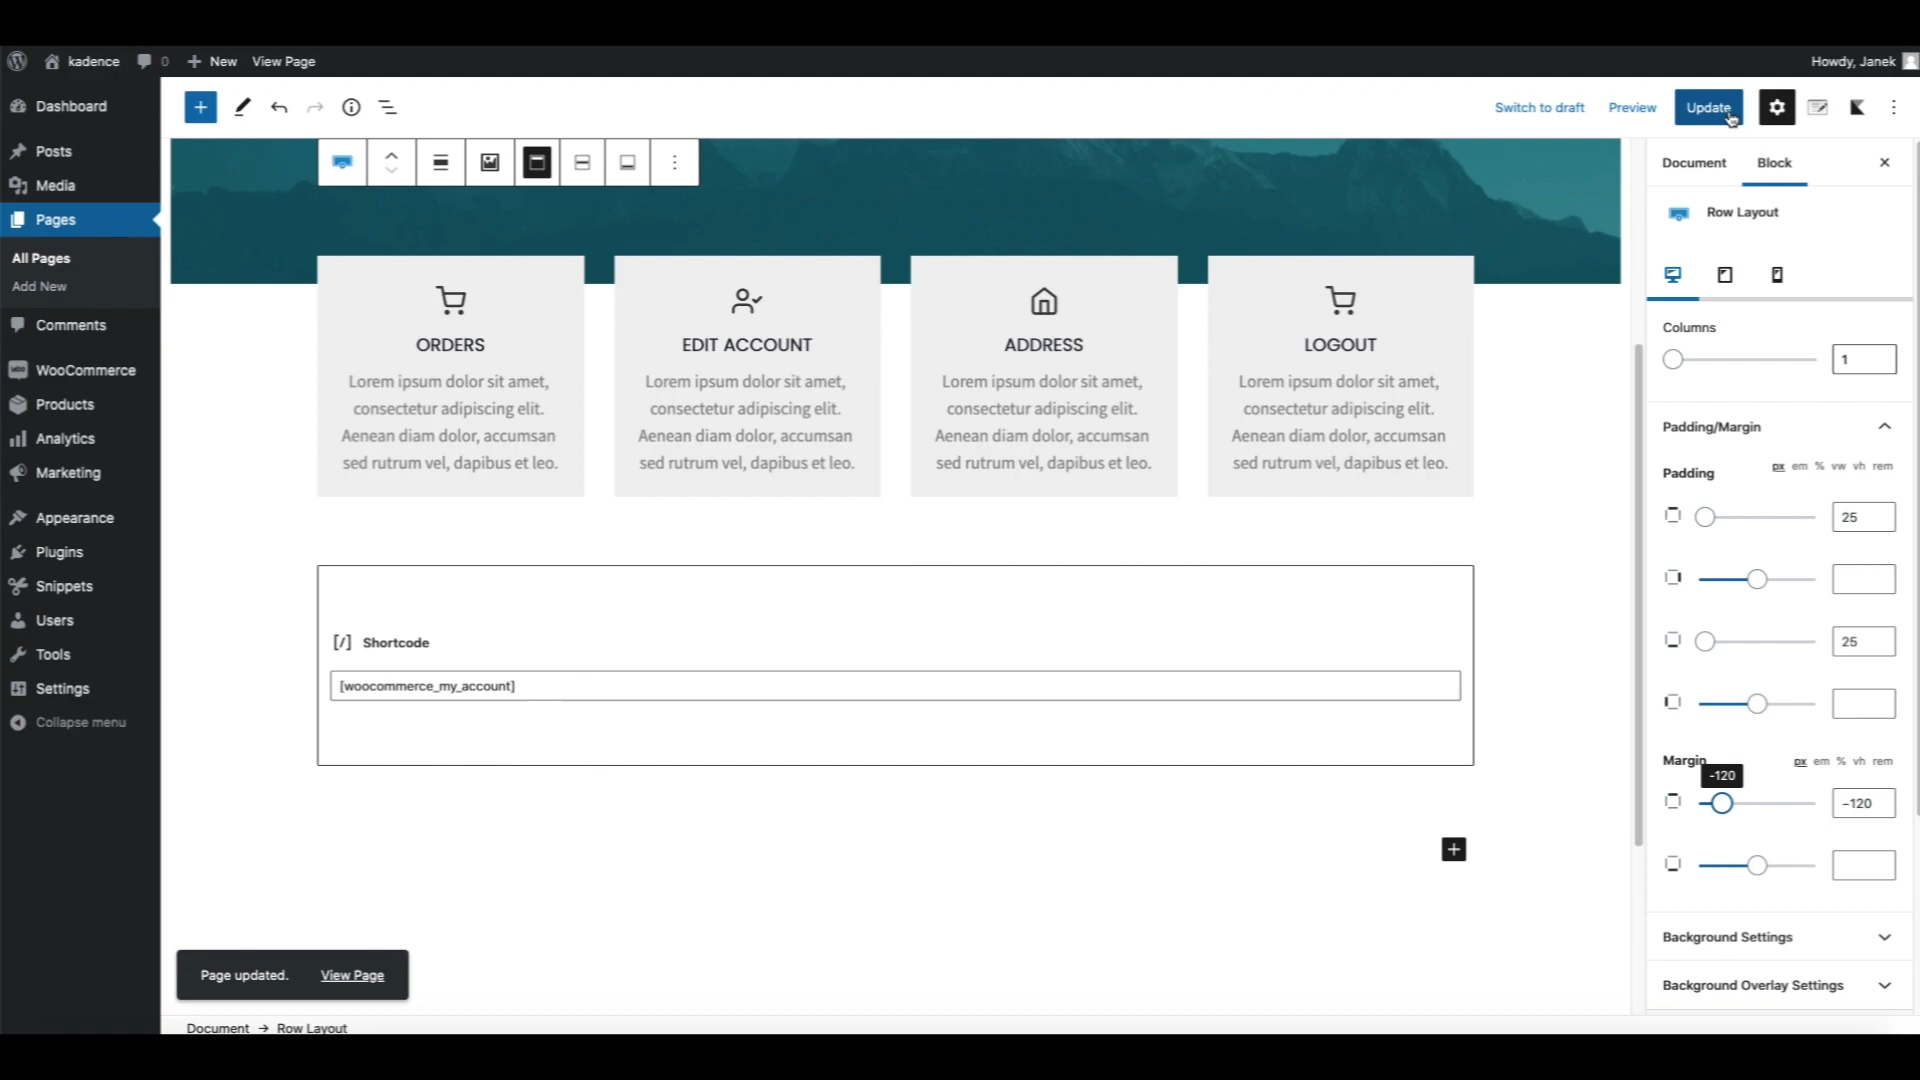 kadence 0 New View Page Howdy, Janek
Dashboard
Posts
Media
Pages
All Pages
Add New
Comments
WooCommerce
Products
Analytics
Marketing
Appearance
Plugins
Snippets
Users
Tools
Settings
Collapse menu
Switch to draft Preview Update
ORDERS
Lorem ipsum dolor sit amet,
consectetur adipiscing elit.
Aenean diam dolor, accumsan
sed rutrum vel, dapibus et leo.
EDIT ACCOUNT
Lorem ipsum dolor sit amet,
consectetur adipiscing elit.
Aenean diam dolor, accumsan
sed rutrum vel, dapibus et leo.
ADDRESS
Lorem ipsum dolor sit amet,
consectetur adipiscing elit.
Aenean diam dolor, accumsan
sed rutrum vel, dapibus et leo.
LOGOUT
Lorem ipsum dolor sit amet,
consectetur adipiscing elit.
Aenean diam dolor, accumsan
sed rutrum vel, dapibus et leo.
[/] Shortcode
[woocommerce_my_account]
Page updated. View Page
Document → Row Layout
Document Block
Row Layout
Columns
1
Padding/Margin
Padding px em % vw vh rem
25
25
Margin px em % vh rem
-120
-120
Background Settings
Background Overlay Settings